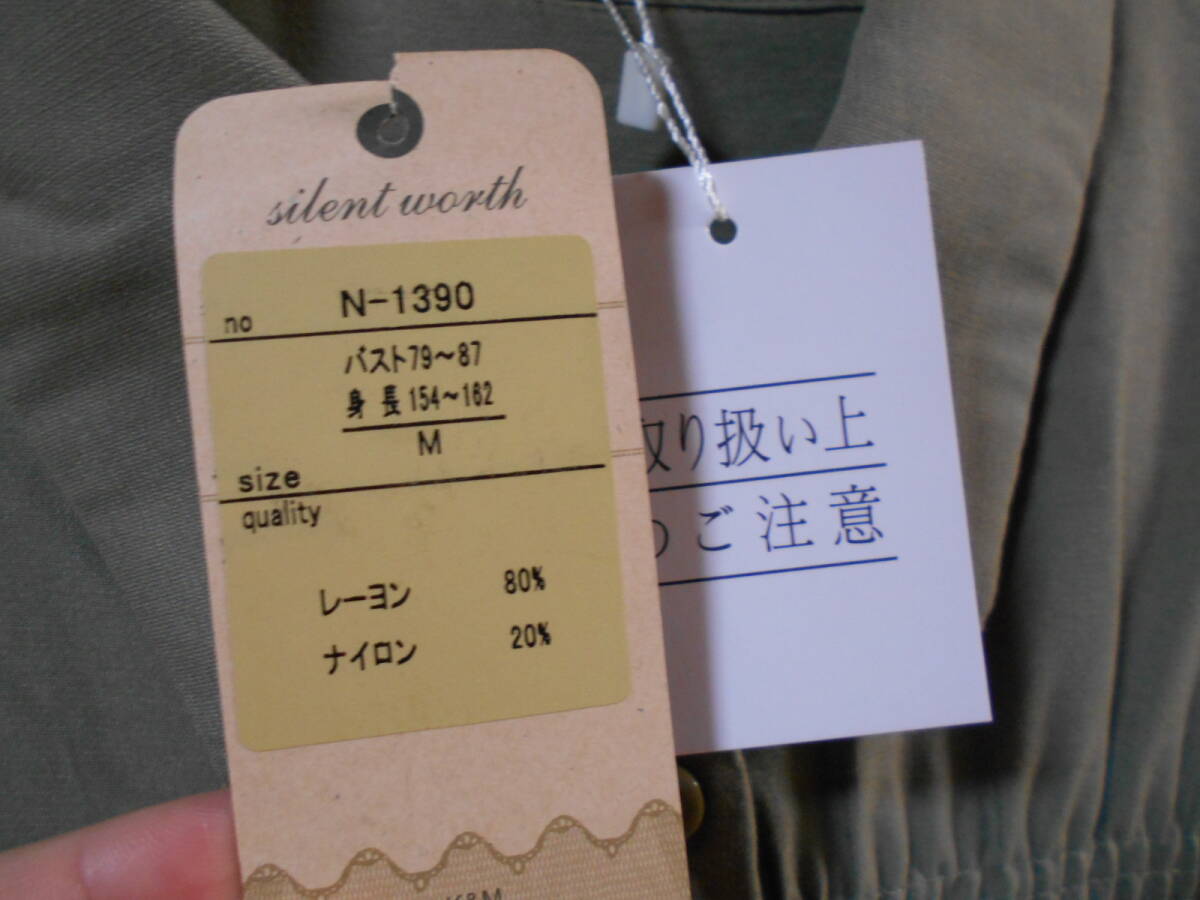 silent worth
no N-1390
バスト79～87
身長154～162
M
size
quality
レーヨン 80%
ナイロン 20%
取り扱い上
のご注意